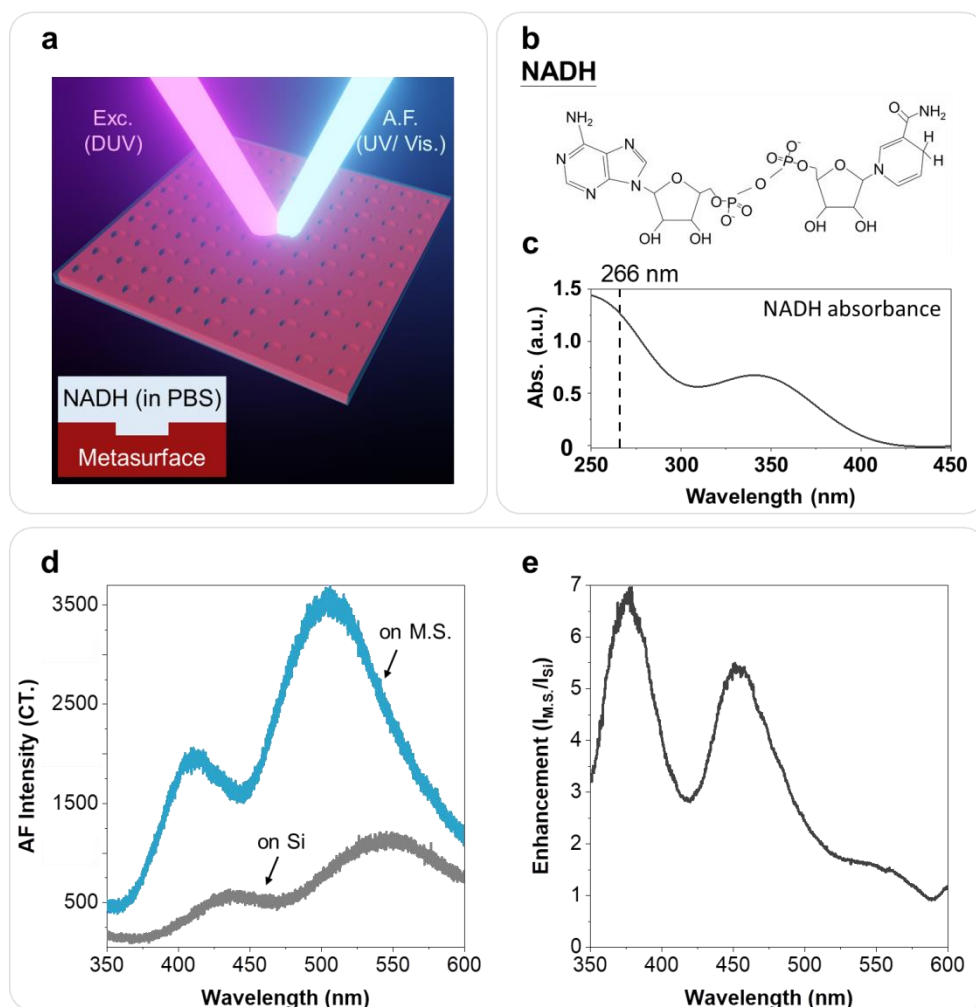 a
Exc.
(DUV)
A.F.
(UV/ Vis.)
NADH (in PBS)
Metasurface
b
NADH
NH₂
N
N
N
N
O
O
P
O⁻
O
O
O
P
O⁻
O
O
O
N
O
NH₂
H
H
OH OH
OH OH
c
266 nm
NADH absorbance
Abs. (a.u.)
1.5
1.0
0.5
0
250 300 350 400 450
Wavelength (nm)
d
AF Intensity (CT.)
3500
2500
1500
500
on M.S.
on Si
350 400 450 500 550 600
Wavelength (nm)
e
Enhancement (I_M.S./I_Si)
7
6
5
4
3
2
1
0
350 400 450 500 550 600
Wavelength (nm)